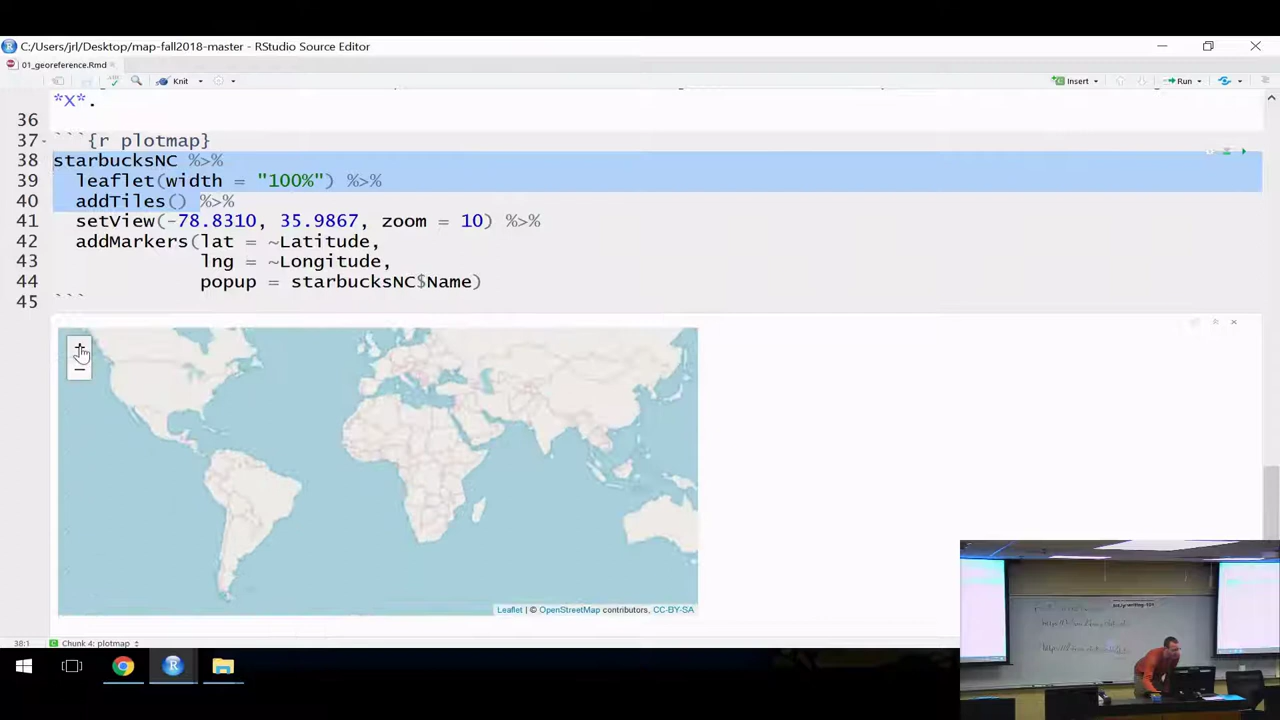 C:/Users/jrl/Desktop/map-fall2018-master - RStudio Source Editor
01_georeference.Rmd
Knit
Insert
Run
*X*.
36
37 ```{r plotmap}
38 starbucksNC %>%
39 leaflet(width = "100%") %>%
40 addTiles() %>%
41 setView(-78.8310, 35.9867, zoom = 10) %>%
42 addMarkers(lat = ~Latitude,
43 lng = ~Longitude,
44 popup = starbucksNC$Name)
45 ```
+
−
Leaflet | © OpenStreetMap contributors, CC-BY-SA
38:1
Chunk 4: plotmap